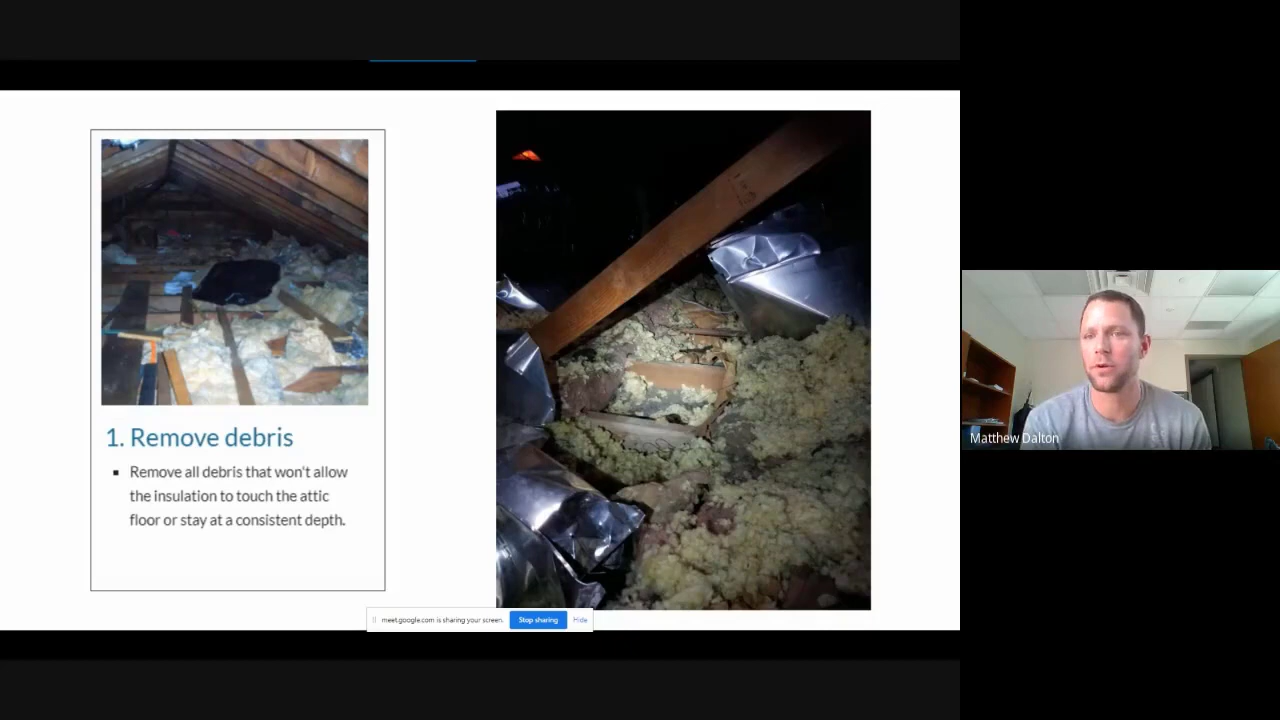 1. Remove debris
▪ Remove all debris that won't allow
the insulation to touch the attic
floor or stay at a consistent depth.
meet.google.com is sharing your screen.
Stop sharing
Hide
Matthew Dalton